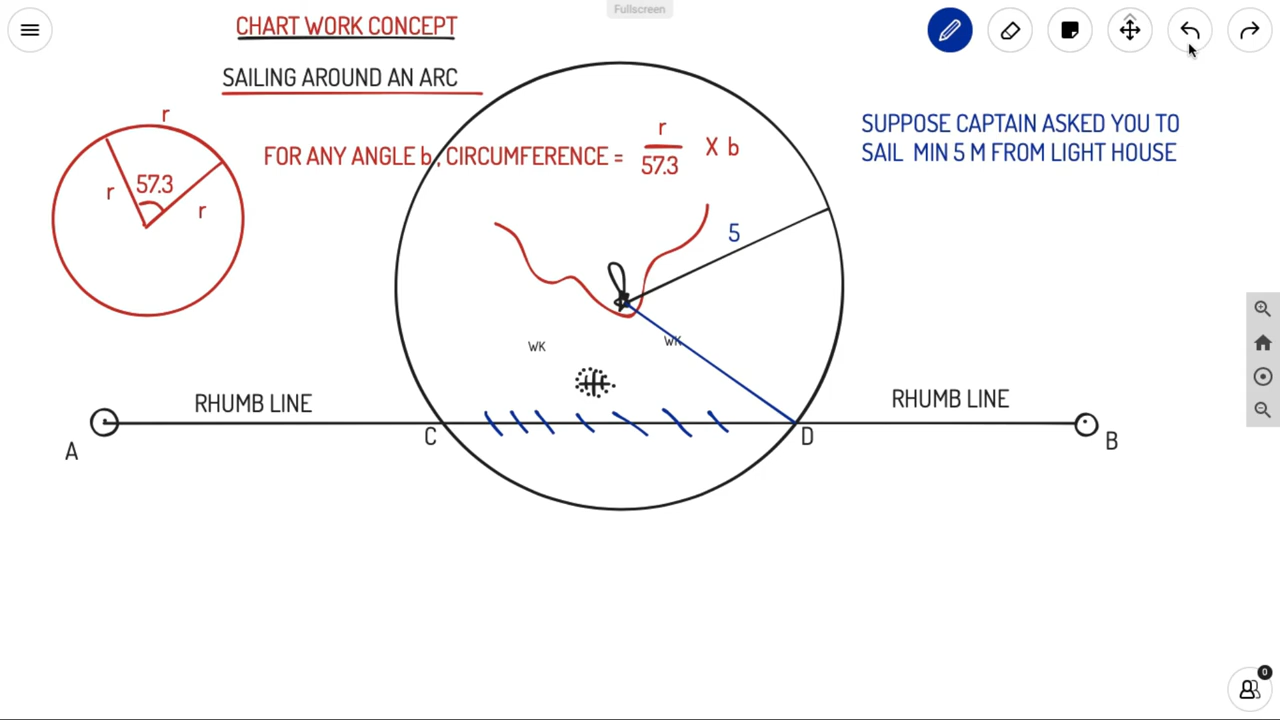 Fullscreen
CHART WORK CONCEPT
SAILING AROUND AN ARC
r
57.3
r
r
FOR ANY ANGLE b, CIRCUMFERENCE = r / 57.3 X b
SUPPOSE CAPTAIN ASKED YOU TO
SAIL MIN 5 M FROM LIGHT HOUSE
5
WK
WK
RHUMB LINE
RHUMB LINE
A
C
D
B
0